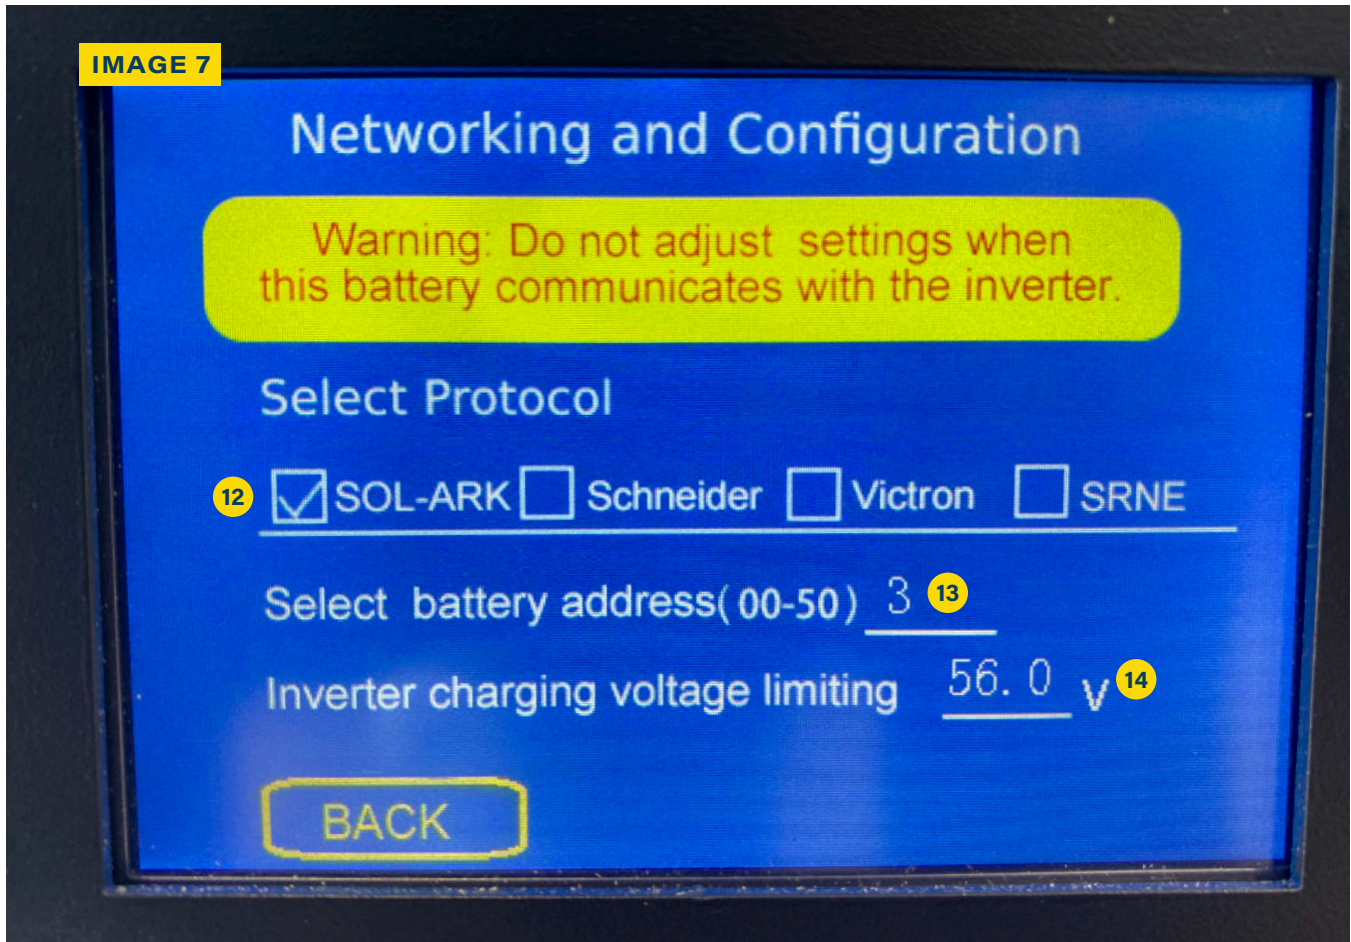 IMAGE 7
Networking and Configuration
Warning: Do not adjust settings when
this battery communicates with the inverter.
Select Protocol
12 SOL-ARK Schneider Victron SRNE
Select battery address(00-50) 3 13
Inverter charging voltage limiting 56.0 V 14
BACK